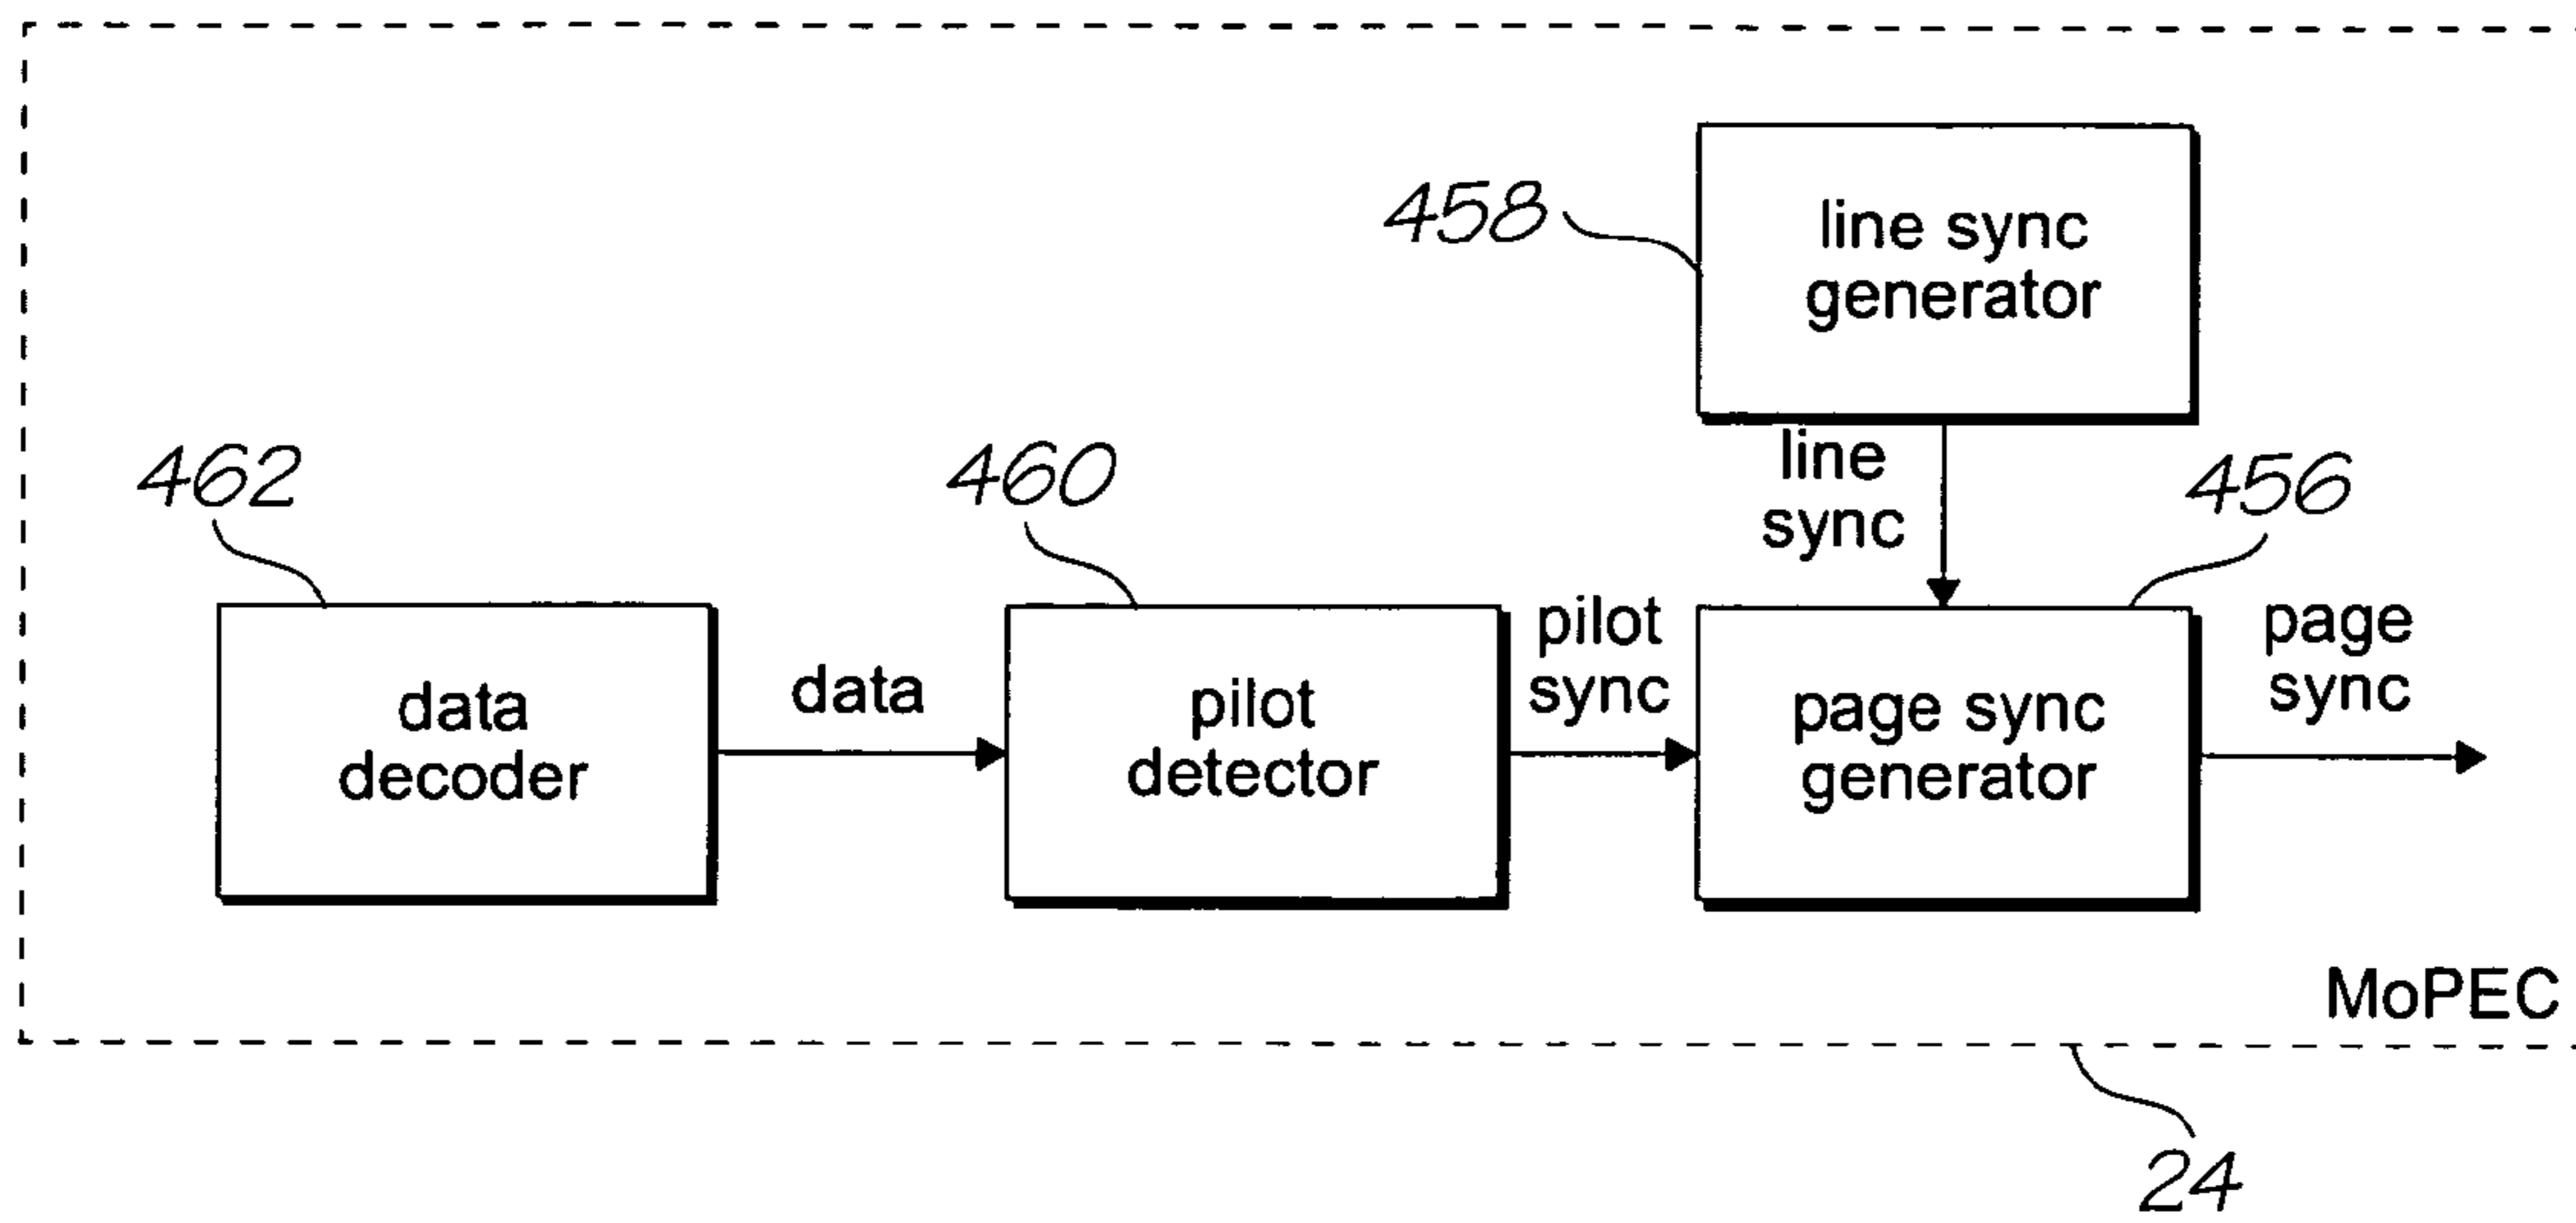 458
line sync
generator
line
sync
462
460
456
data
decoder
data
pilot
detector
pilot
sync
page sync
generator
page
sync
MoPEC
24